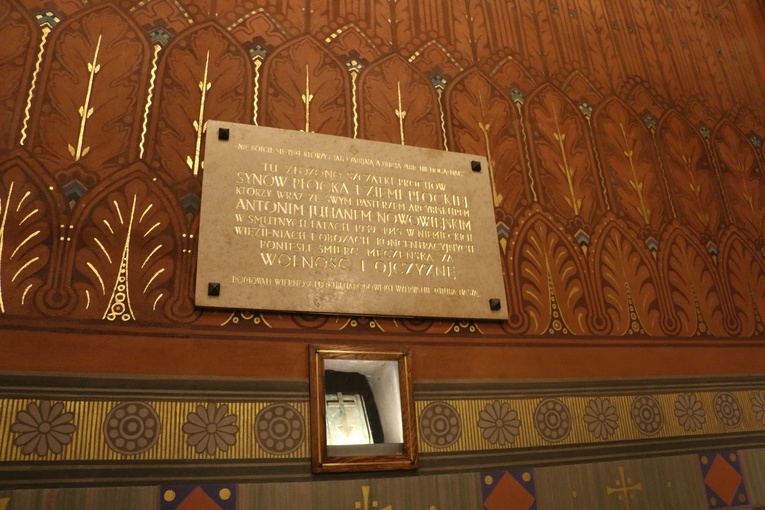 TU ZŁOŻONO SZCZĄTKI PROCHÓW
SYNÓW PŁOCKA I ZIEMI PŁOCKIEJ
KTÓRZY WRAZ ZE SWYM PASTERZEM ARCYBISKUPEM
ANTONIM JULIANEM NOWOWIEJSKIM
W SMUTNYCH LATACH 1939-1945 W NIEMIECKICH
WIĘZIENIACH I OBOZACH KONCENTRACYJNYCH
PONIEŚLI ŚMIERĆ MĘCZEŃSKĄ ZA
WOLNOŚĆ I OJCZYZNĘ